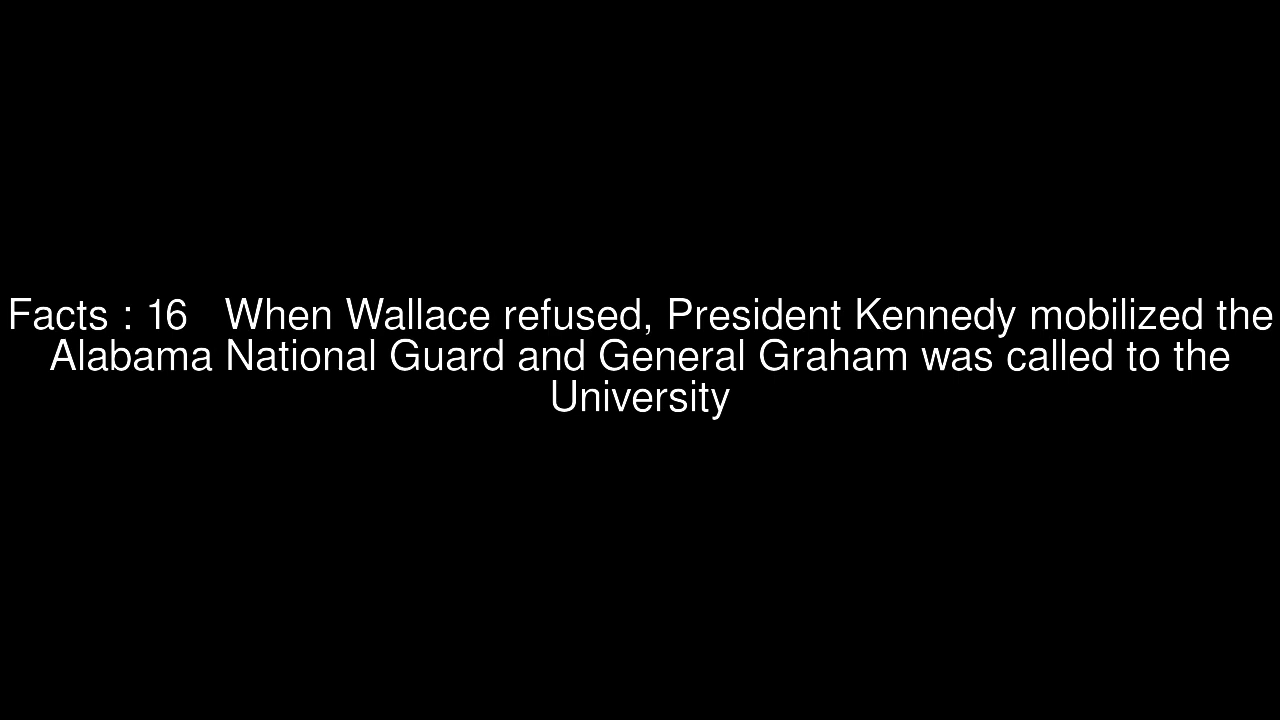 Facts : 16   When Wallace refused, President Kennedy mobilized the
Alabama National Guard and General Graham was called to the
University